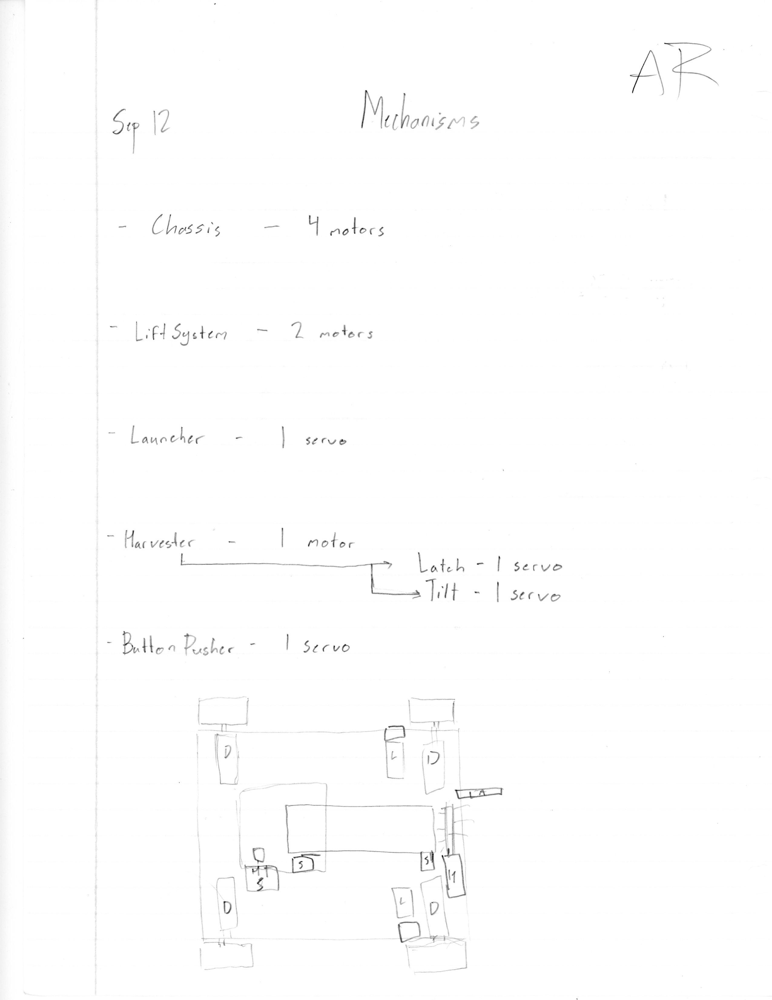 AR
Sep 12 Mechanisms
- Chassis - 4 motors
- Lift System - 2 motors
- Launcher - 1 servo
- Harvester - 1 motor
Latch - 1 servo
Tilt - 1 servo
- Button Pusher - 1 servo
D L D
S S
S
D L D